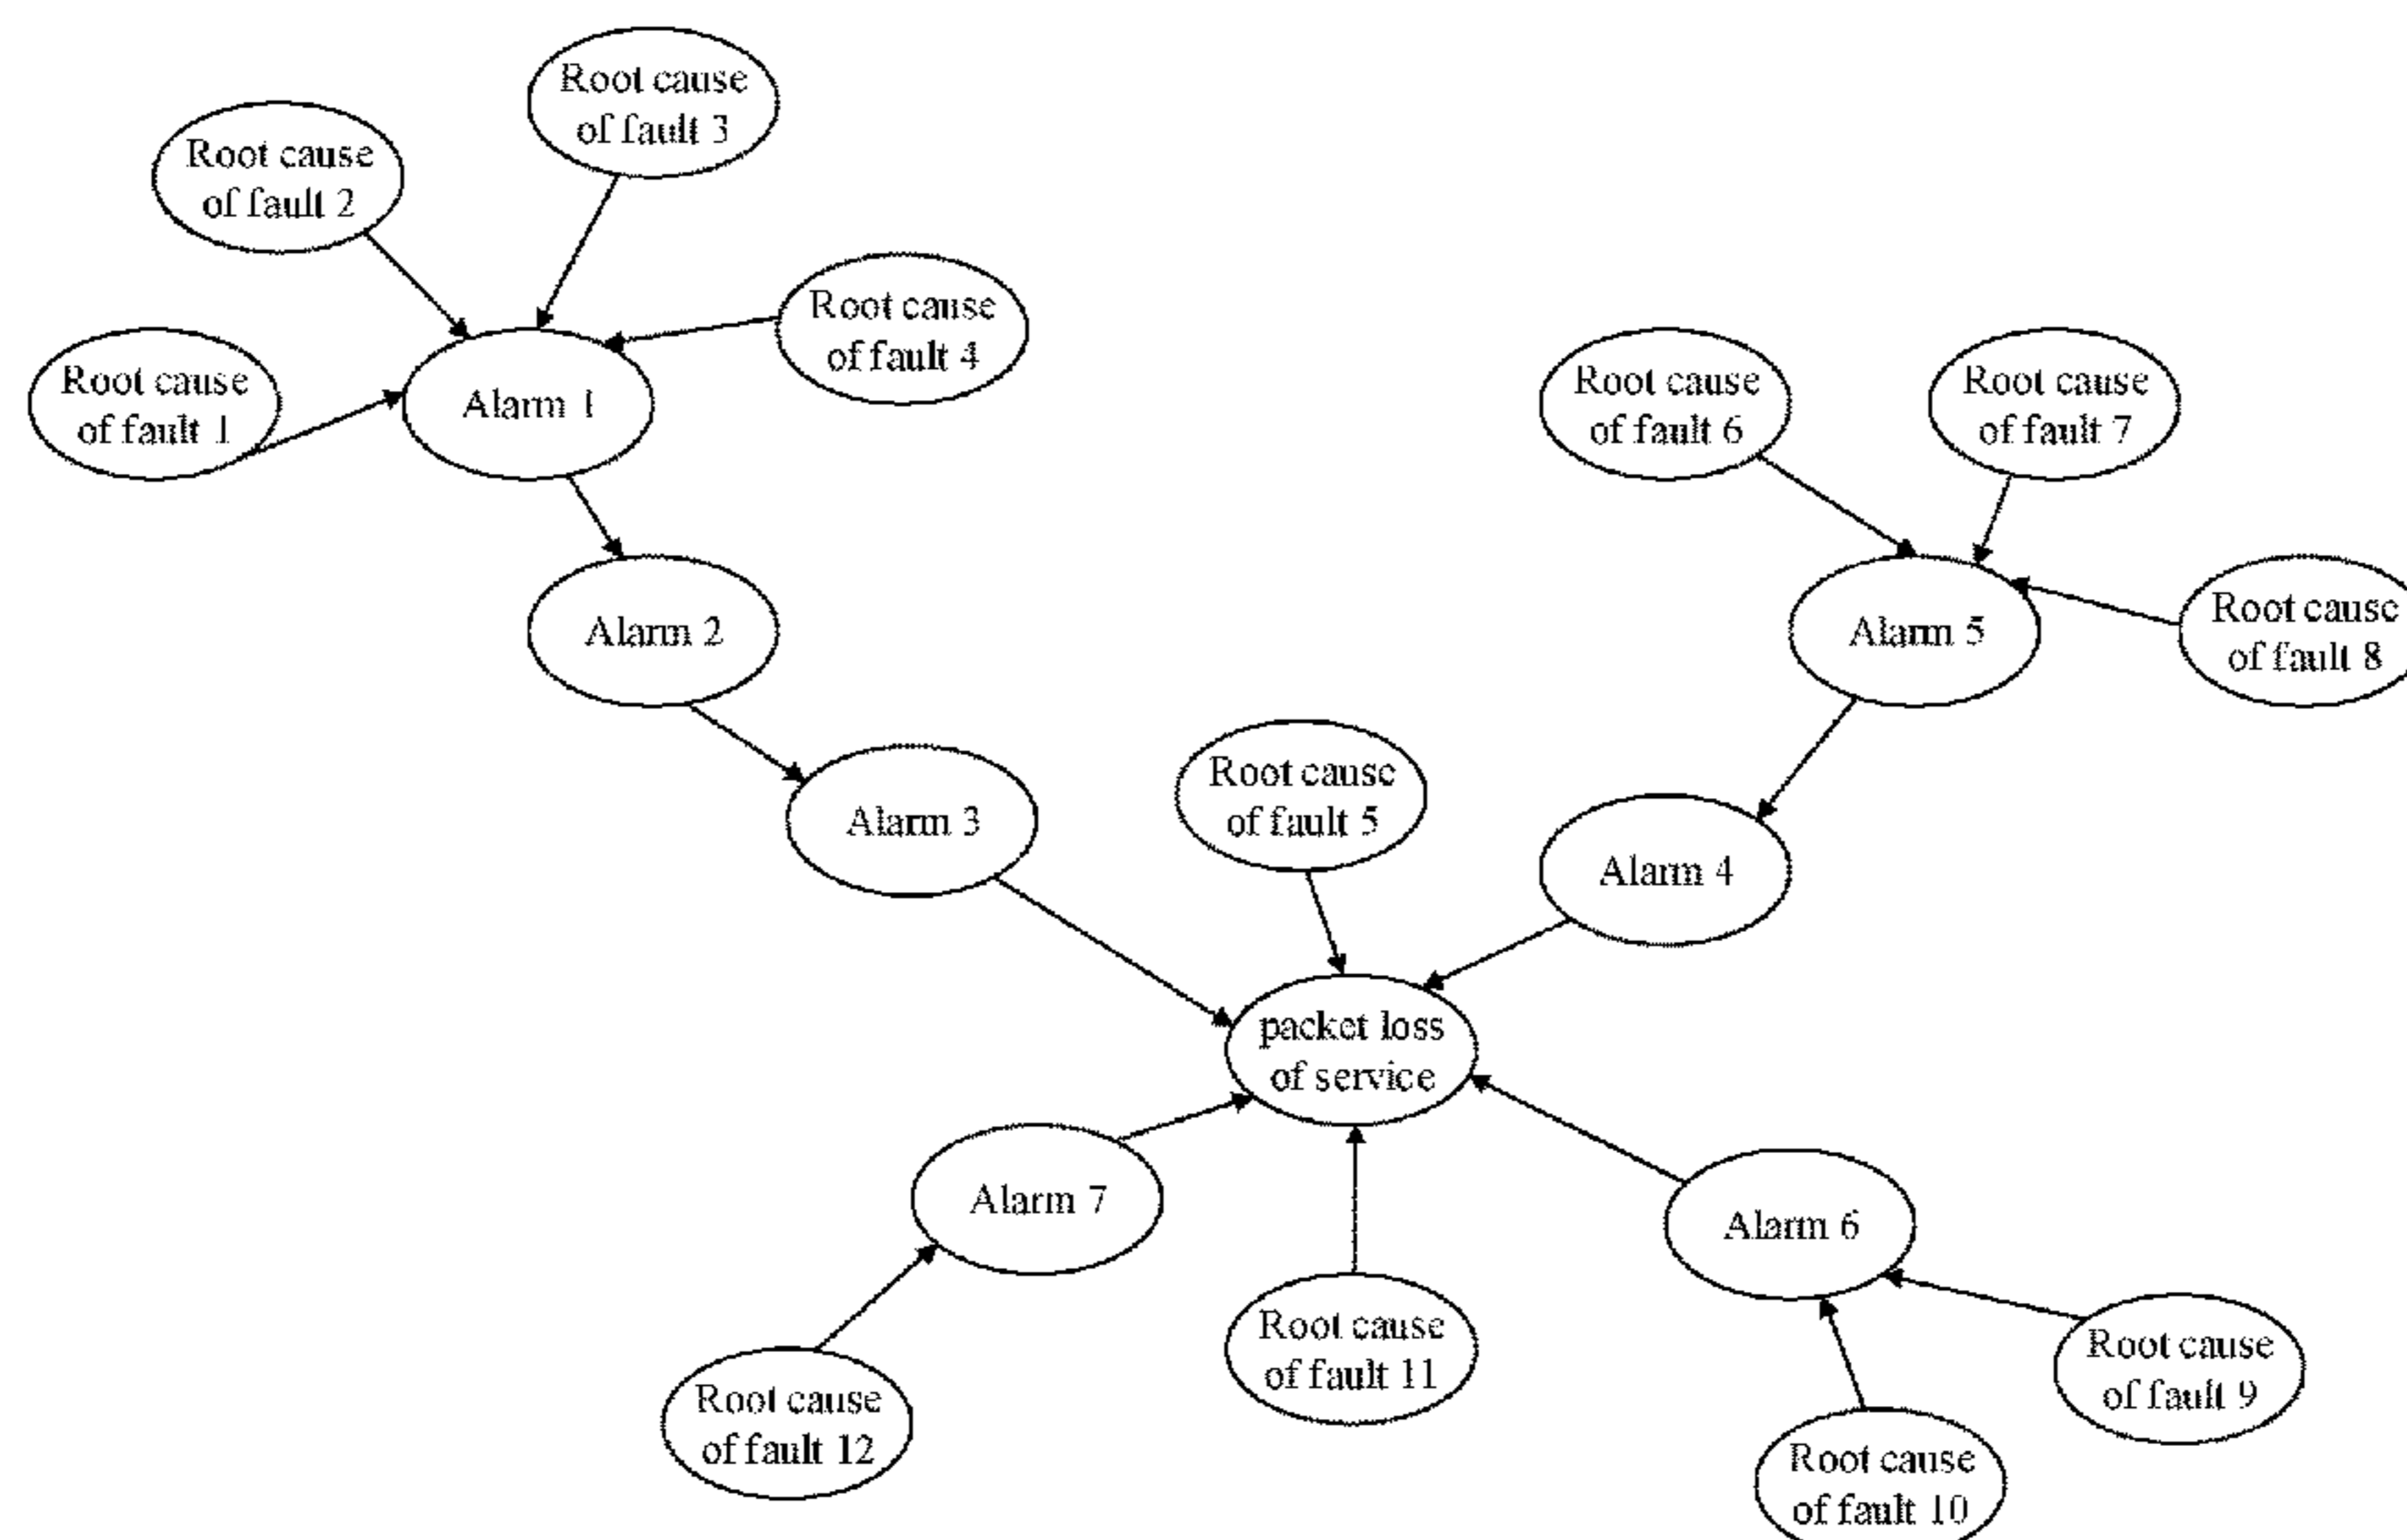 Root cause
of fault 3
Root cause
of fault 2
Root cause
of fault 4
Root cause
of fault 1
Alarm 1
Root cause
of fault 6
Root cause
of fault 7
Alarm 2
Alarm 5
Root cause
of fault 8
Alarm 3
Root cause
of fault 5
Alarm 4
packet loss
of service
Alarm 7
Alarm 6
Root cause
of fault 11
Root cause
of fault 9
Root cause
of fault 12
Root cause
of fault 10